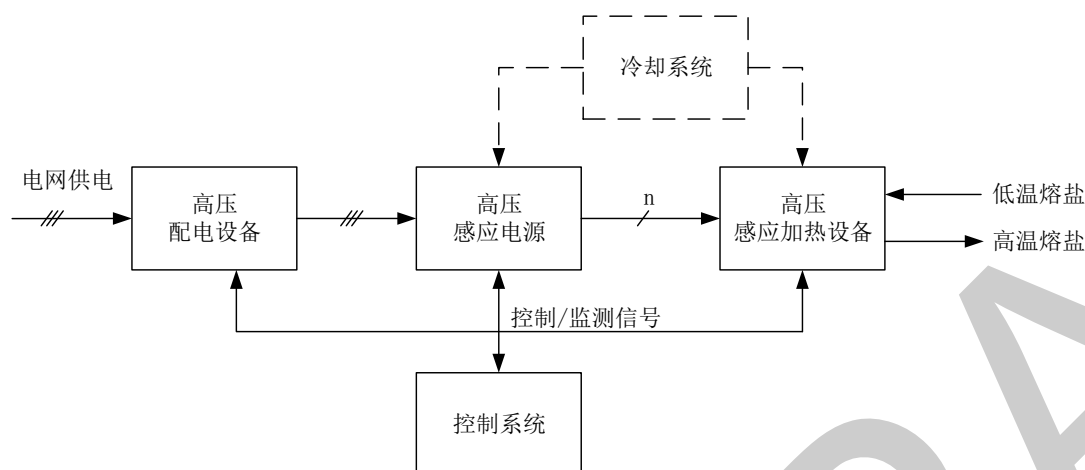 冷却系统
电网供电
高压
配电设备
高压
感应电源
n
高压
感应加热设备
低温熔盐
高温熔盐
控制/监测信号
控制系统